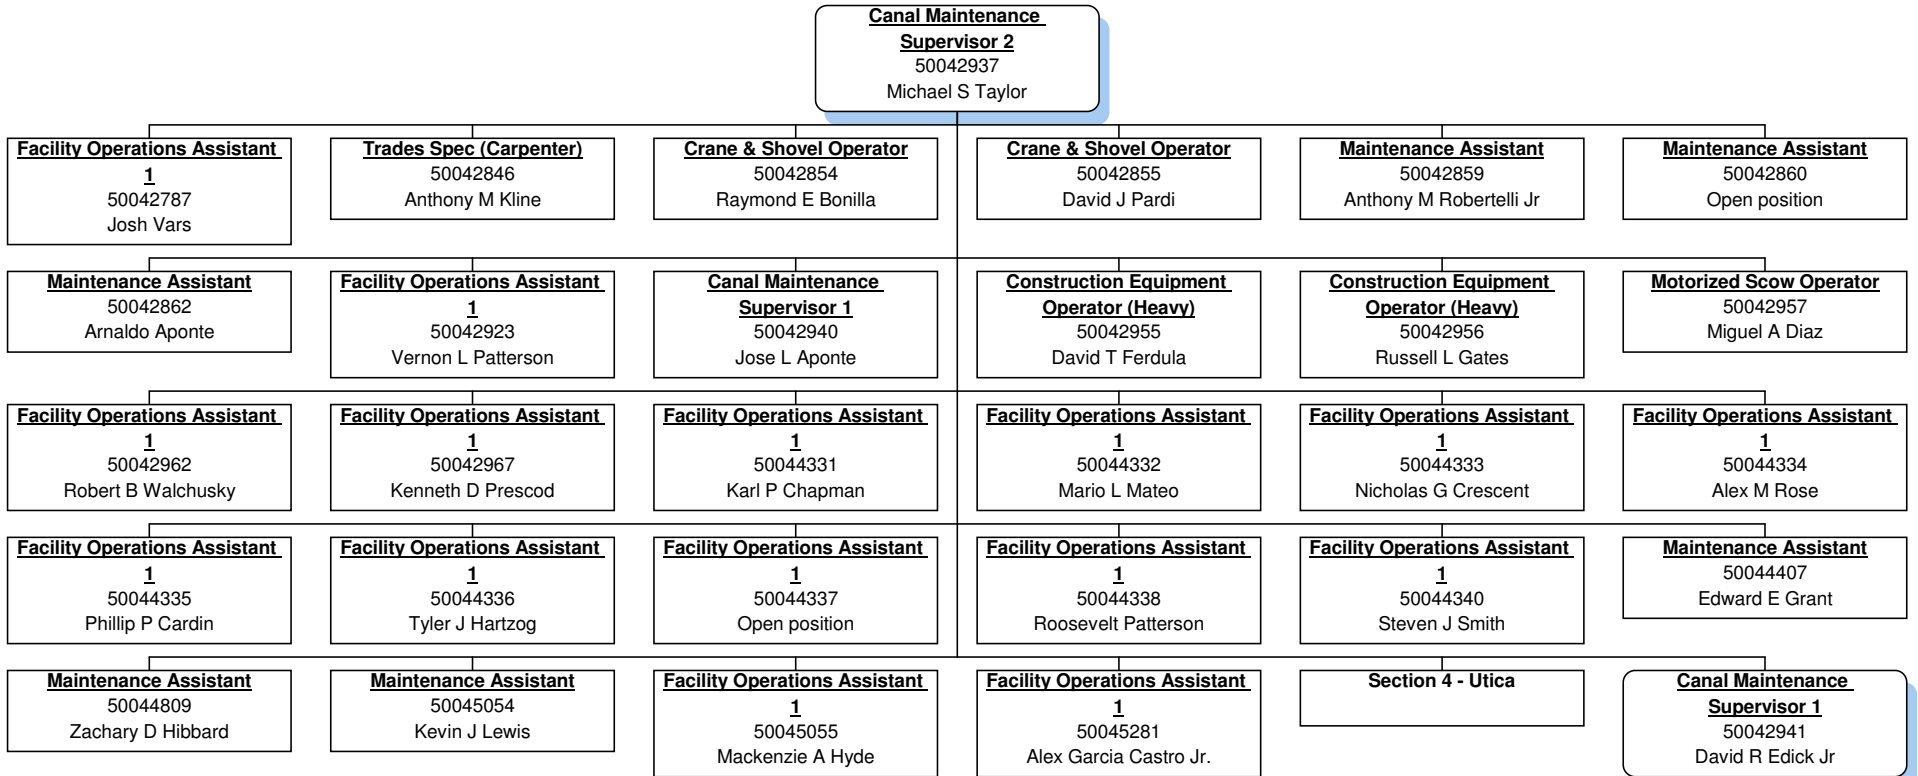 Canal Maintenance
Supervisor 2
50042937
Michael S Taylor
Facility Operations Assistant
1
50042787
Josh Vars
Trades Spec (Carpenter)
50042846
Anthony M Kline
Crane & Shovel Operator
50042854
Raymond E Bonilla
Crane & Shovel Operator
50042855
David J Pardi
Maintenance Assistant
50042859
Anthony M Robertelli Jr
Maintenance Assistant
50042860
Open position
Maintenance Assistant
50042862
Arnaldo Aponte
Facility Operations Assistant
1
50042923
Vernon L Patterson
Canal Maintenance
Supervisor 1
50042940
Jose L Aponte
Construction Equipment
Operator (Heavy)
50042955
David T Ferdula
Construction Equipment
Operator (Heavy)
50042956
Russell L Gates
Motorized Scow Operator
50042957
Miguel A Diaz
Facility Operations Assistant
1
50042962
Robert B Walchusky
Facility Operations Assistant
1
50042967
Kenneth D Prescod
Facility Operations Assistant
1
50044331
Karl P Chapman
Facility Operations Assistant
1
50044332
Mario L Mateo
Facility Operations Assistant
1
50044333
Nicholas G Crescent
Facility Operations Assistant
1
50044334
Alex M Rose
Facility Operations Assistant
1
50044335
Phillip P Cardin
Facility Operations Assistant
1
50044336
Tyler J Hartzog
Facility Operations Assistant
1
50044337
Open position
Facility Operations Assistant
1
50044338
Roosevelt Patterson
Facility Operations Assistant
1
50044340
Steven J Smith
Maintenance Assistant
50044407
Edward E Grant
Maintenance Assistant
50044809
Zachary D Hibbard
Maintenance Assistant
50045054
Kevin J Lewis
Facility Operations Assistant
1
50045055
Mackenzie A Hyde
Facility Operations Assistant
1
50045281
Alex Garcia Castro Jr.
Section 4 - Utica
Canal Maintenance
Supervisor 1
50042941
David R Edick Jr